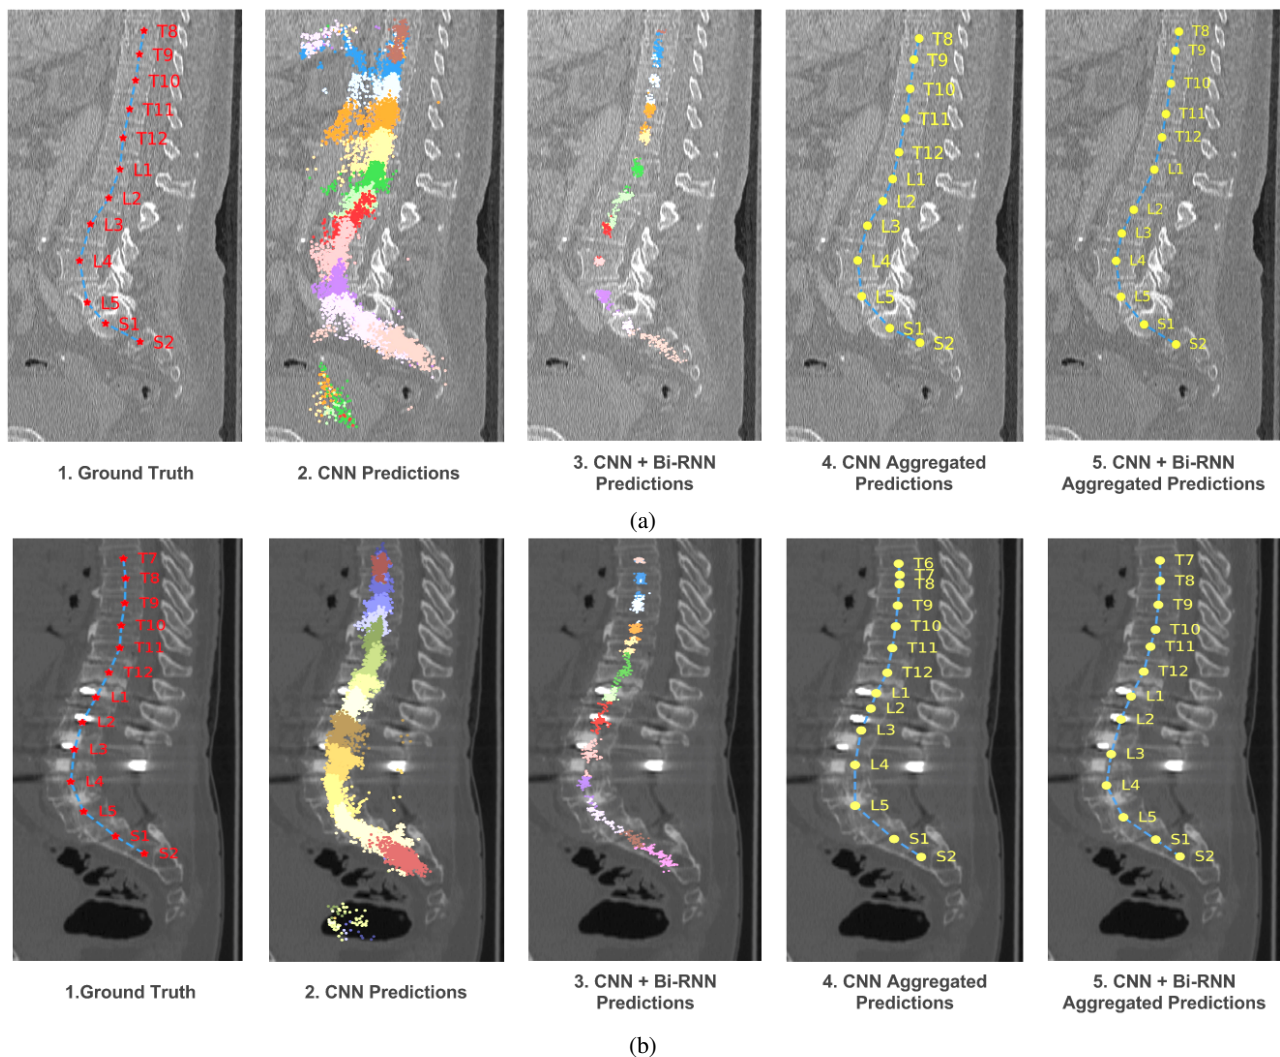 T8
T9
T10
T11
T12
L1
L2
L3
L4
L5
S1
S2
T8
T9
T10
T11
T12
L1
L2
L3
L4
L5
S1
S2
T8
T9
T10
T11
T12
L1
L2
L3
L4
L5
S1
S2
1. Ground Truth
2. CNN Predictions
3. CNN + Bi-RNN
Predictions
4. CNN Aggregated
Predictions
5. CNN + Bi-RNN
Aggregated Predictions
(a)
T7
T8
T9
T10
T11
T12
L1
L2
L3
L4
L5
S1
S2
T6
T7
T8
T9
T10
T11
T12
L1
L2
L3
L4
L5
S1
S2
T7
T8
T9
T10
T11
T12
L1
L2
L3
L4
L5
S1
S2
1.Ground Truth
2. CNN Predictions
3. CNN + Bi-RNN
Predictions
4. CNN Aggregated
Predictions
5. CNN + Bi-RNN
Aggregated Predictions
(b)